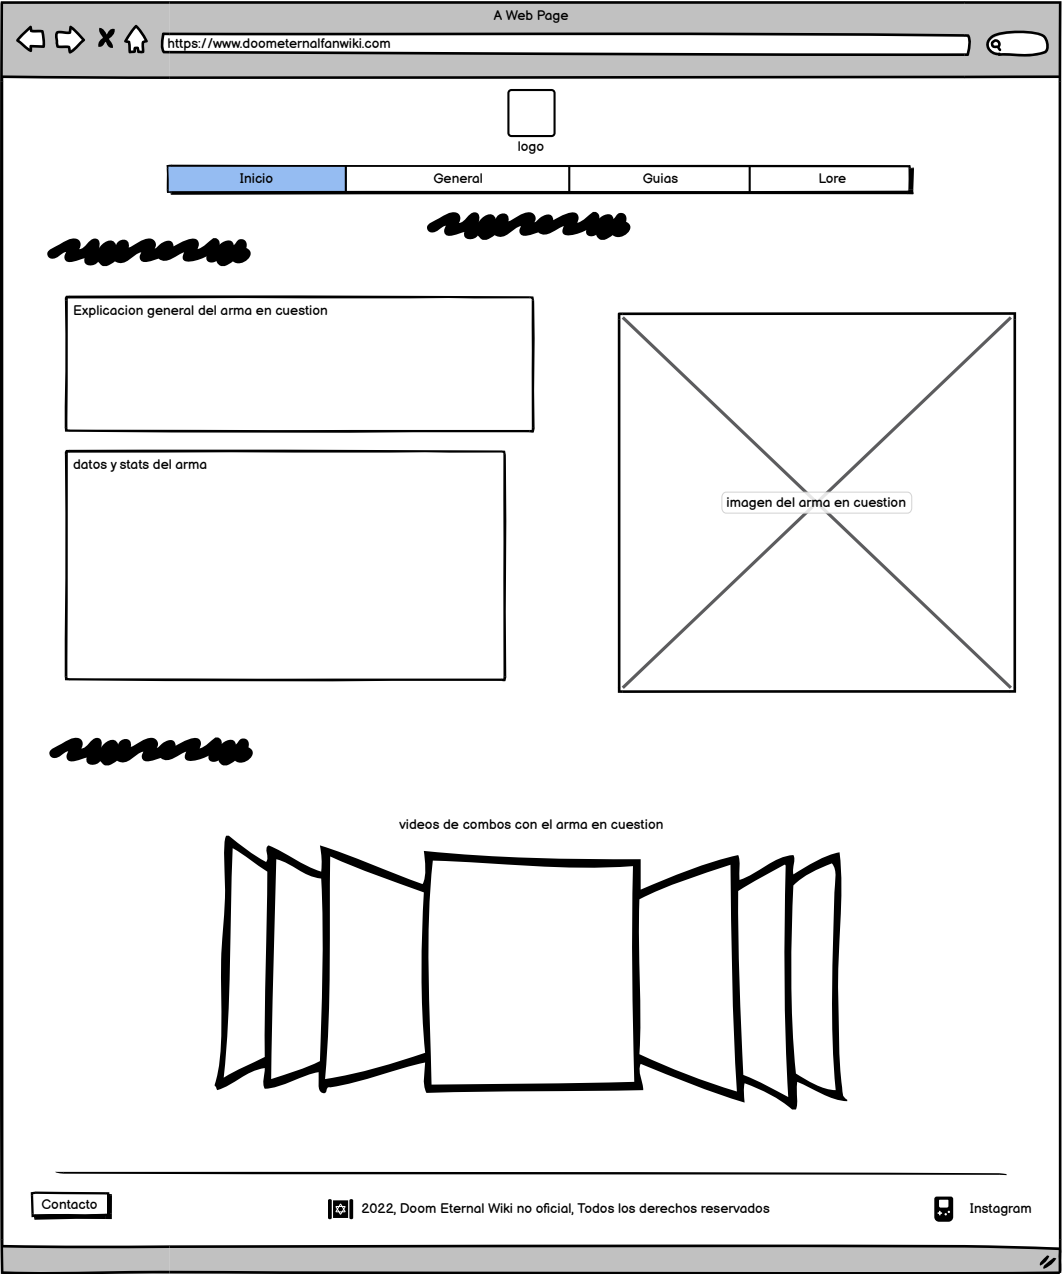 A Web Page
https://www.doometernalfanwiki.com
logo
Inicio General Guias Lore
Explicacion general del arma en cuestion
datos y stats del arma
imagen del arma en cuestion
videos de combos con el arma en cuestion
Contacto
2022, Doom Eternal Wiki no oficial, Todos los derechos reservados
Instagram